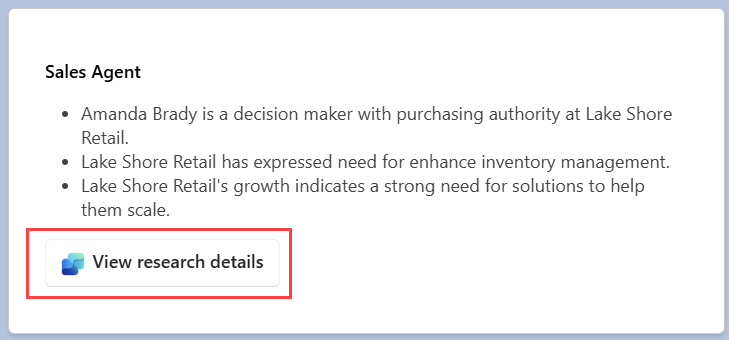 Sales Agent
• Amanda Brady is a decision maker with purchasing authority at Lake Shore
Retail.
• Lake Shore Retail has expressed need for enhance inventory management.
• Lake Shore Retail's growth indicates a strong need for solutions to help
them scale.
View research details